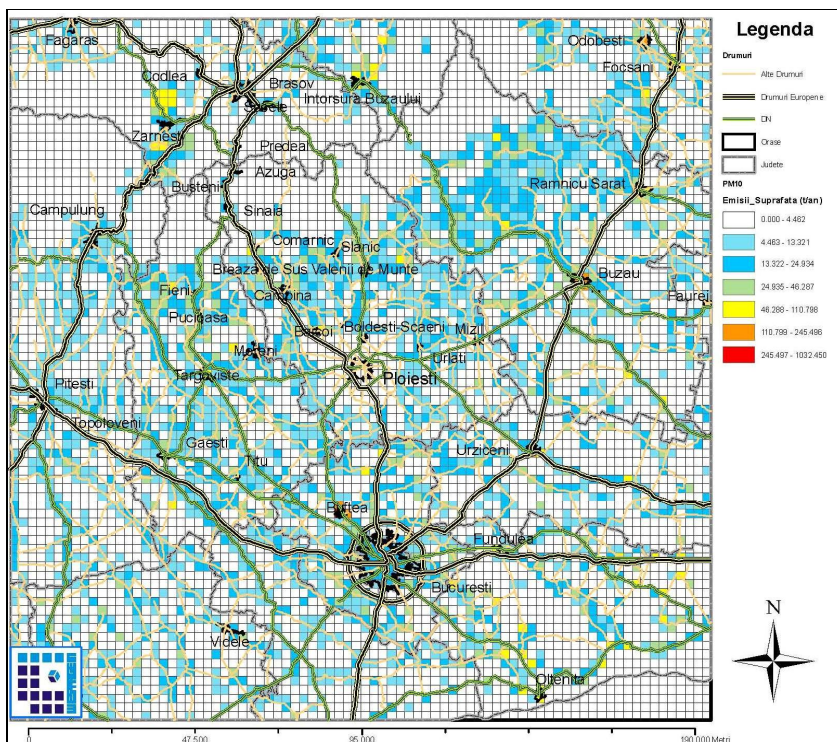 Legenda
Drumuri
Alte Drumuri
Drumuri Europene
DN
Orase
Judete
PM10
Emisii_Suprafata (t/an)
0.000 - 4.462
4.463 - 13.321
13.322 - 24.934
24.935 - 46.287
46.288 - 110.798
110.799 - 245.496
245.497 - 1032.450
Fagaras
Odobesti
Focsani
Codlea
Brasov
Intorsura Buzaului
Zarnesti
Predeal
Azuga
Ramnicu Sarat
Busteni
Sinaia
Campulung
Comarnic
Slanic
Breaza de Sus
Valenii de Munte
Buzau
Fieni
Campina
Faurei
Pucioasa
Boldesti-Scaeni
Mizil
Moreni
Urlati
Targoviste
Ploiesti
Pitesti
Topoloveni
Gaesti
Titu
Urziceni
Buftea
Fundulea
Bucuresti
Videle
Oltenita
N
0
47.500
95.000
190.000 Metri